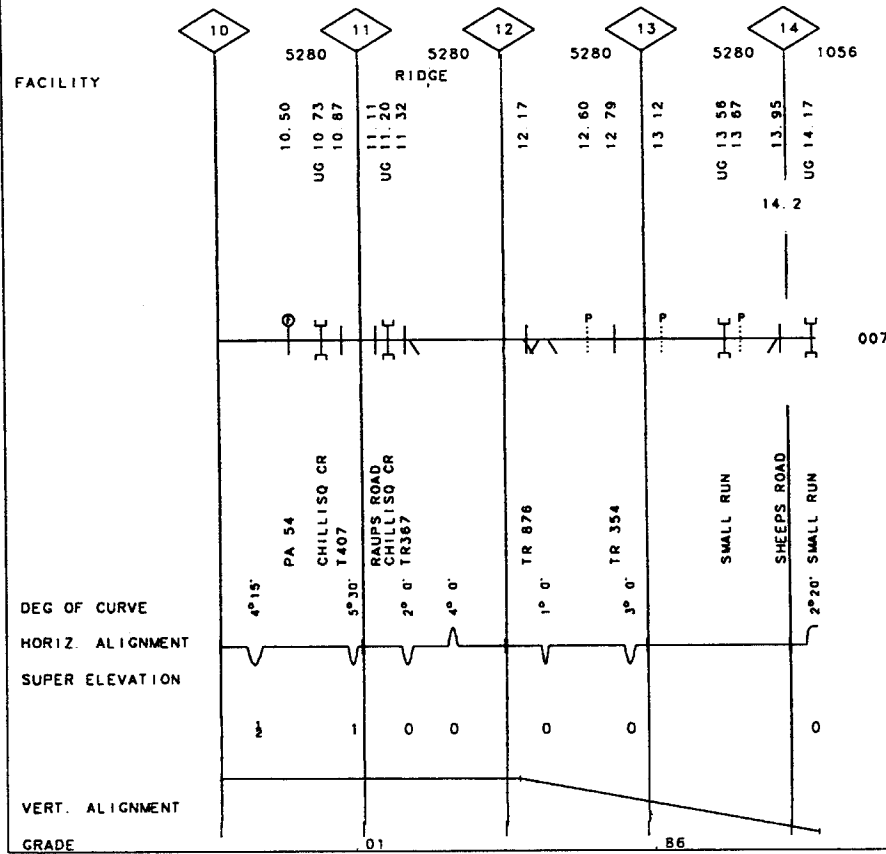 10 11 12 13 14
5280 5280 5280 5280 1056
FACILITY
RIDGE
10.50
UG 10 73
10.87
11.11
UG 11.20
11 32
12.17
12.60
12 79
13 12
UG 13 56
13 67
13.95
UG 14.17
14.2
P P P P
007
PA 54
CHILLISQ CR
T407
RAUPS ROAD
CHILLISQ CR
TR367
TR 876
TR 354
SMALL RUN
SHEEPS ROAD
SMALL RUN
DEG OF CURVE
4°15' 5°30' 2° 0' 4° 0' 1° 0' 3° 0' 2°20'
HORIZ. ALIGNMENT
SUPER ELEVATION
½ 1 0 0 0 0 0
VERT. ALIGNMENT
GRADE .01 .86